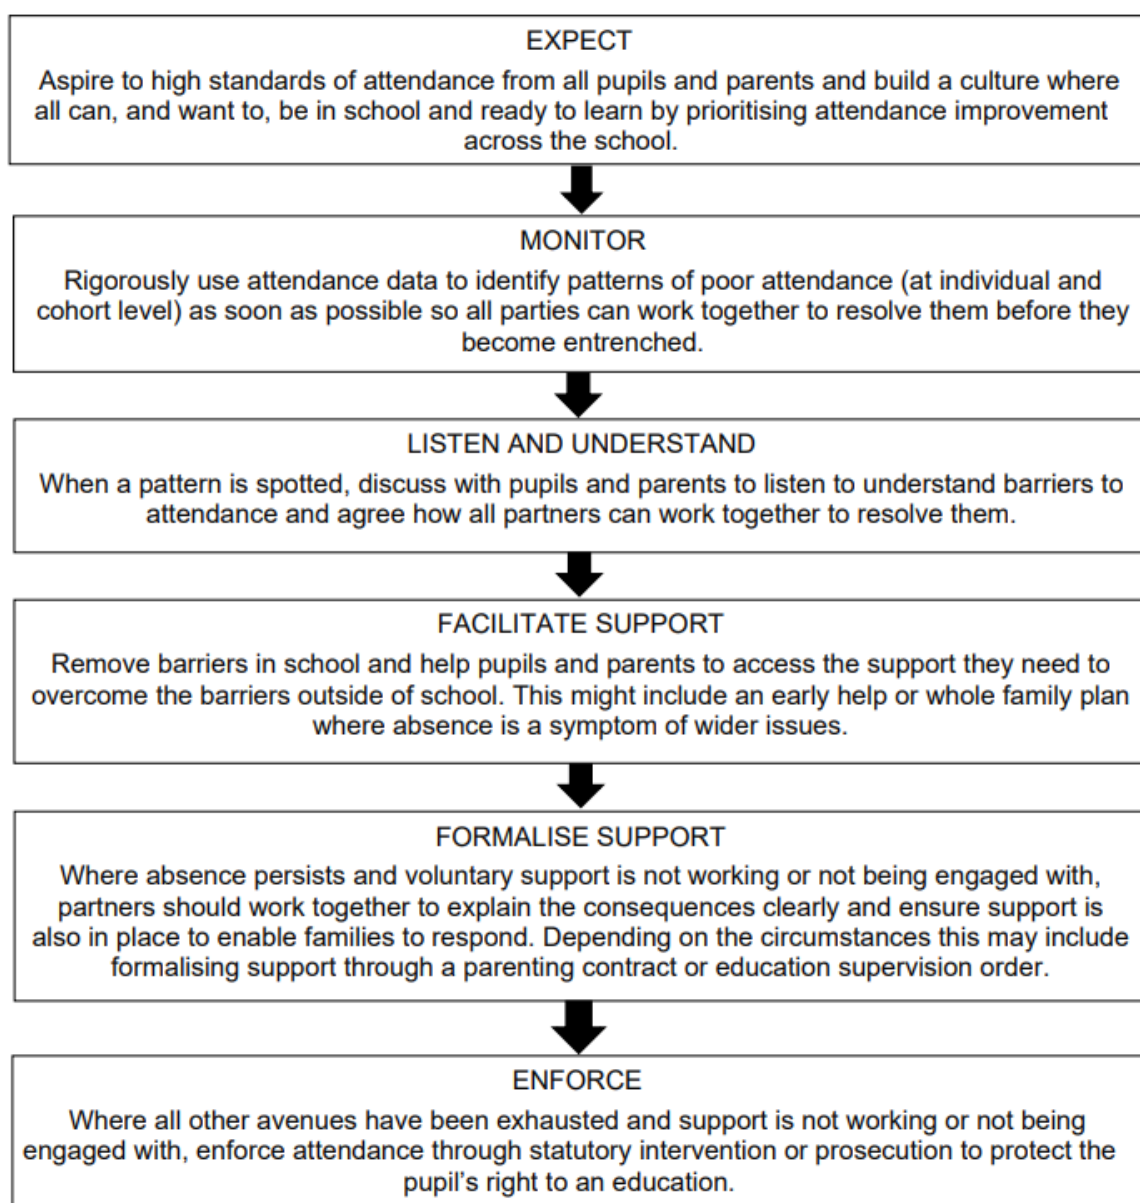 EXPECT
Aspire to high standards of attendance from all pupils and parents and build a culture where
all can, and want to, be in school and ready to learn by prioritising attendance improvement
across the school.
MONITOR
Rigorously use attendance data to identify patterns of poor attendance (at individual and
cohort level) as soon as possible so all parties can work together to resolve them before they
become entrenched.
LISTEN AND UNDERSTAND
When a pattern is spotted, discuss with pupils and parents to listen to understand barriers to
attendance and agree how all partners can work together to resolve them.
FACILITATE SUPPORT
Remove barriers in school and help pupils and parents to access the support they need to
overcome the barriers outside of school. This might include an early help or whole family plan
where absence is a symptom of wider issues.
FORMALISE SUPPORT
Where absence persists and voluntary support is not working or not being engaged with,
partners should work together to explain the consequences clearly and ensure support is
also in place to enable families to respond. Depending on the circumstances this may include
formalising support through a parenting contract or education supervision order.
ENFORCE
Where all other avenues have been exhausted and support is not working or not being
engaged with, enforce attendance through statutory intervention or prosecution to protect the
pupil's right to an education.